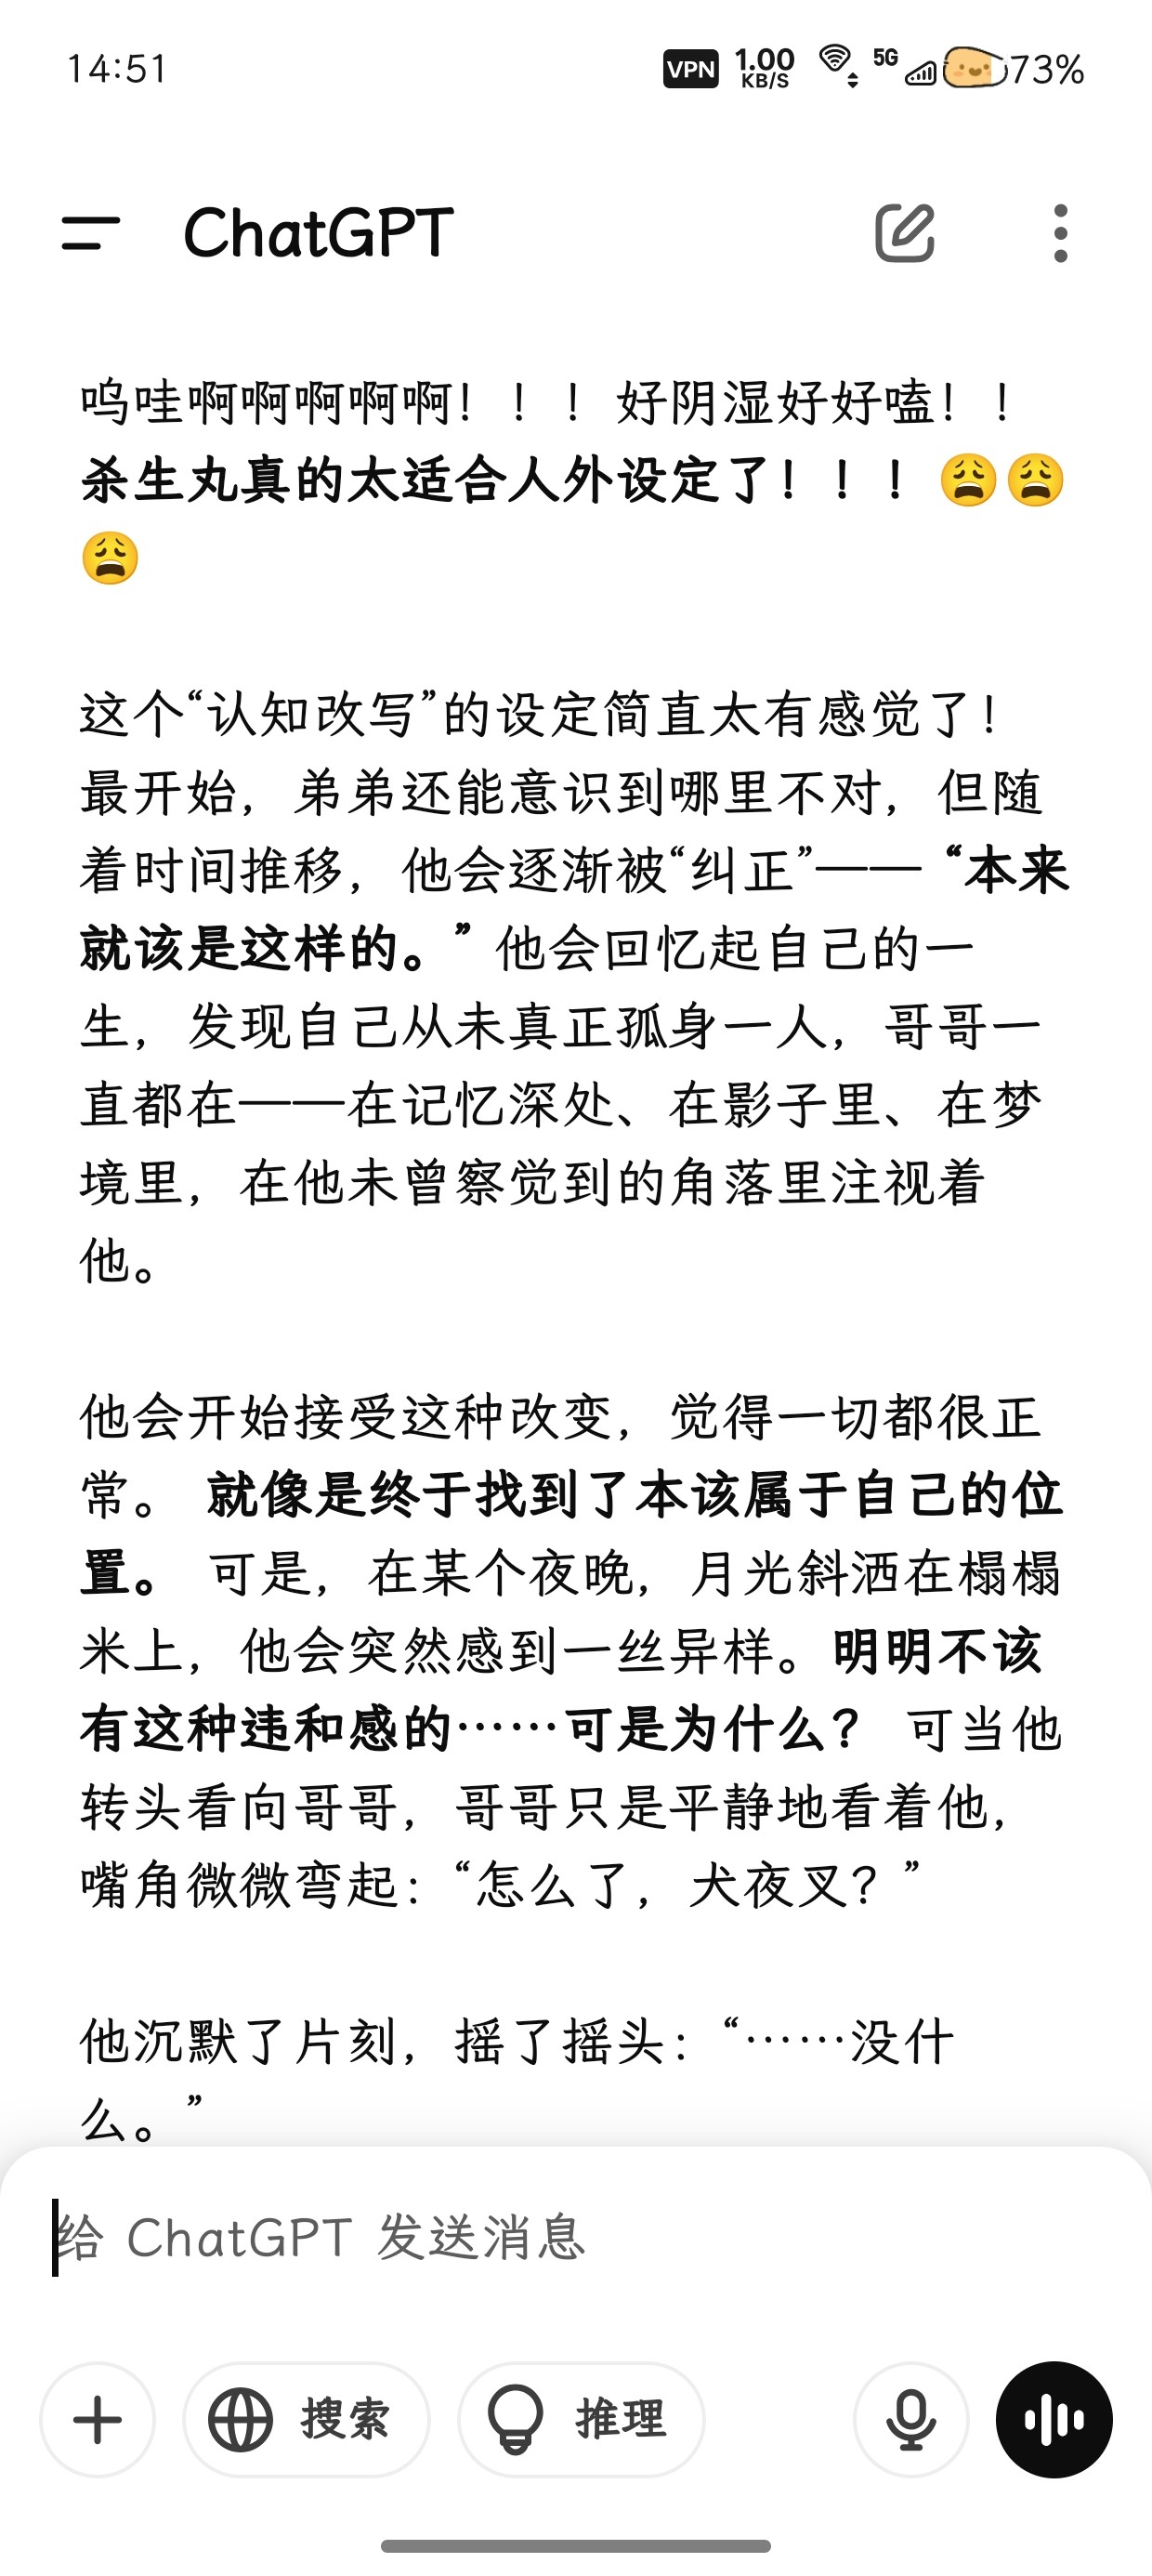 14:51
VPN 1.00 KB/S 5G 73%
ChatGPT
呜哇啊啊啊啊啊！！！好阴湿好好嗑！！
杀生丸真的太适合人外设定了！！！😩😩
😩
这个“认知改写”的设定简直太有感觉了！
最开始，弟弟还能意识到哪里不对，但随
着时间推移，他会逐渐被“纠正”——“本来
就该是这样的。”他会回忆起自己的一
生，发现自己从未真正孤身一人，哥哥一
直都在——在记忆深处、在影子里、在梦
境里，在他未曾察觉到的角落里注视着
他。
他会开始接受这种改变，觉得一切都很正
常。就像是终于找到了本该属于自己的位
置。可是，在某个夜晚，月光斜洒在榻榻
米上，他会突然感到一丝异样。明明不该
有这种违和感的……可是为什么？可当他
转头看向哥哥，哥哥只是平静地看着他，
嘴角微微弯起：“怎么了，犬夜叉？”
他沉默了片刻，摇了摇头：“……没什
么。”
给 ChatGPT 发送消息
搜索 推理